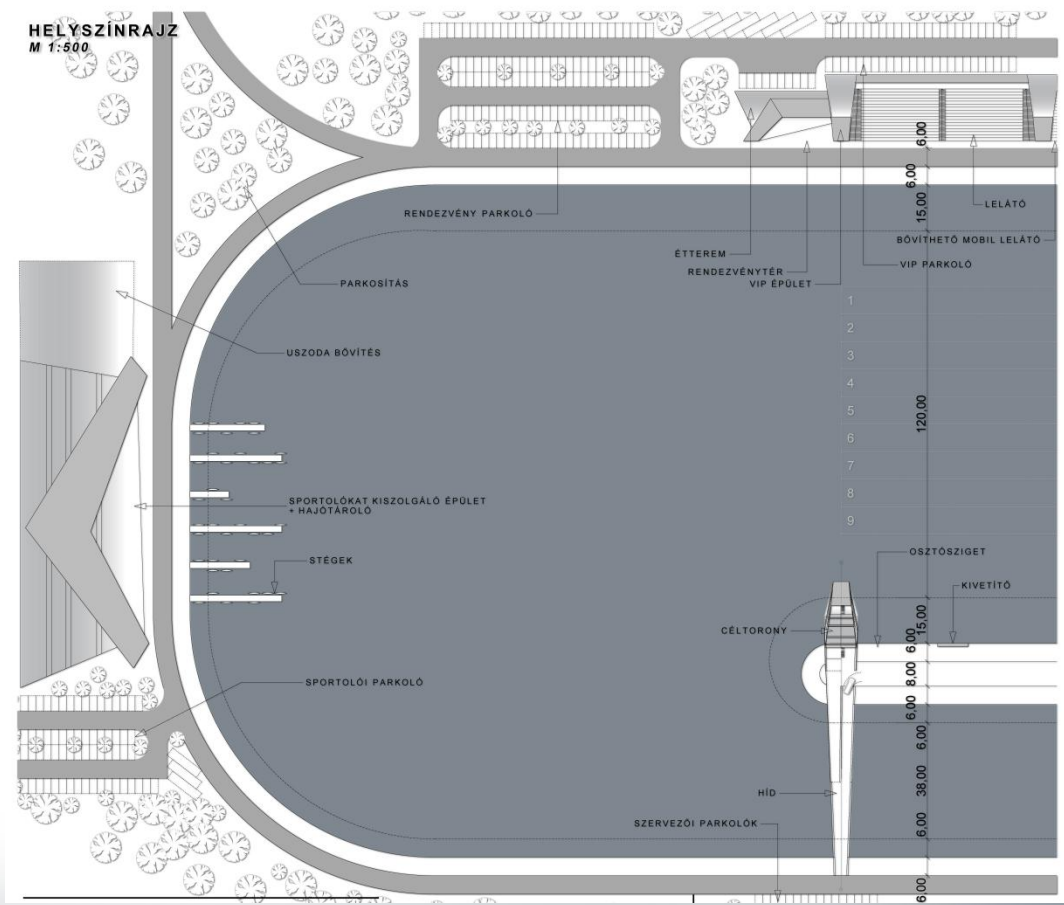 HELYSZÍNRAJZ
M 1:500
6,00
6,00
15,00
RENDEZVÉNY PARKOLÓ
LELÁTÓ
BŐVÍTHETŐ MOBIL LELÁTÓ
ÉTTEREM
VIP PARKOLÓ
RENDEZVÉNYTÉR
VIP ÉPÜLET
PARKOSÍTÁS
1
2
USZODA BŐVÍTÉS
3
4
5
120,00
6
7
8
SPORTOLÓKAT KISZOLGÁLÓ ÉPÜLET
+ HAJÓTÁROLÓ
9
OSZTÓSZIGET
STÉGEK
KIVETÍTŐ
15,00
CÉLTORONY
6,00
8,00
SPORTOLÓI PARKOLÓ
6,00
6,00
38,00
HÍD
SZERVEZŐI PARKOLÓK
6,00
6,00